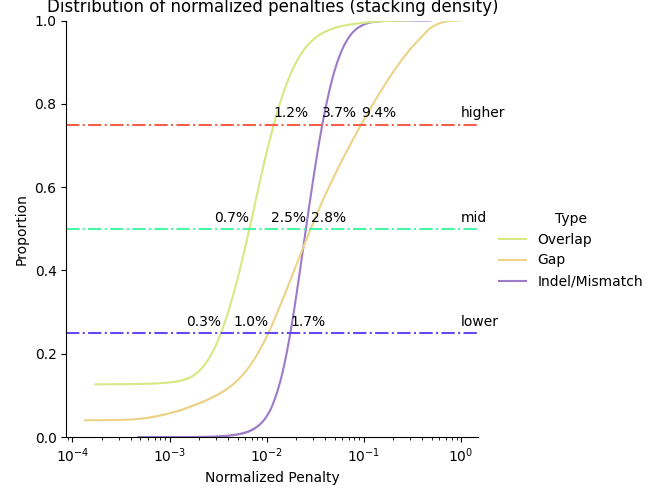 Distribution of normalized penalties (stacking density)
1.0
0.8
0.6
0.4
0.2
0.0
Proportion
1.2% 3.7% 9.4% higher
0.7% 2.5% 2.8% mid
0.3% 1.0% 1.7% lower
10⁻⁴ 10⁻³ 10⁻² 10⁻¹ 10⁰
Normalized Penalty
Type
Overlap
Gap
Indel/Mismatch